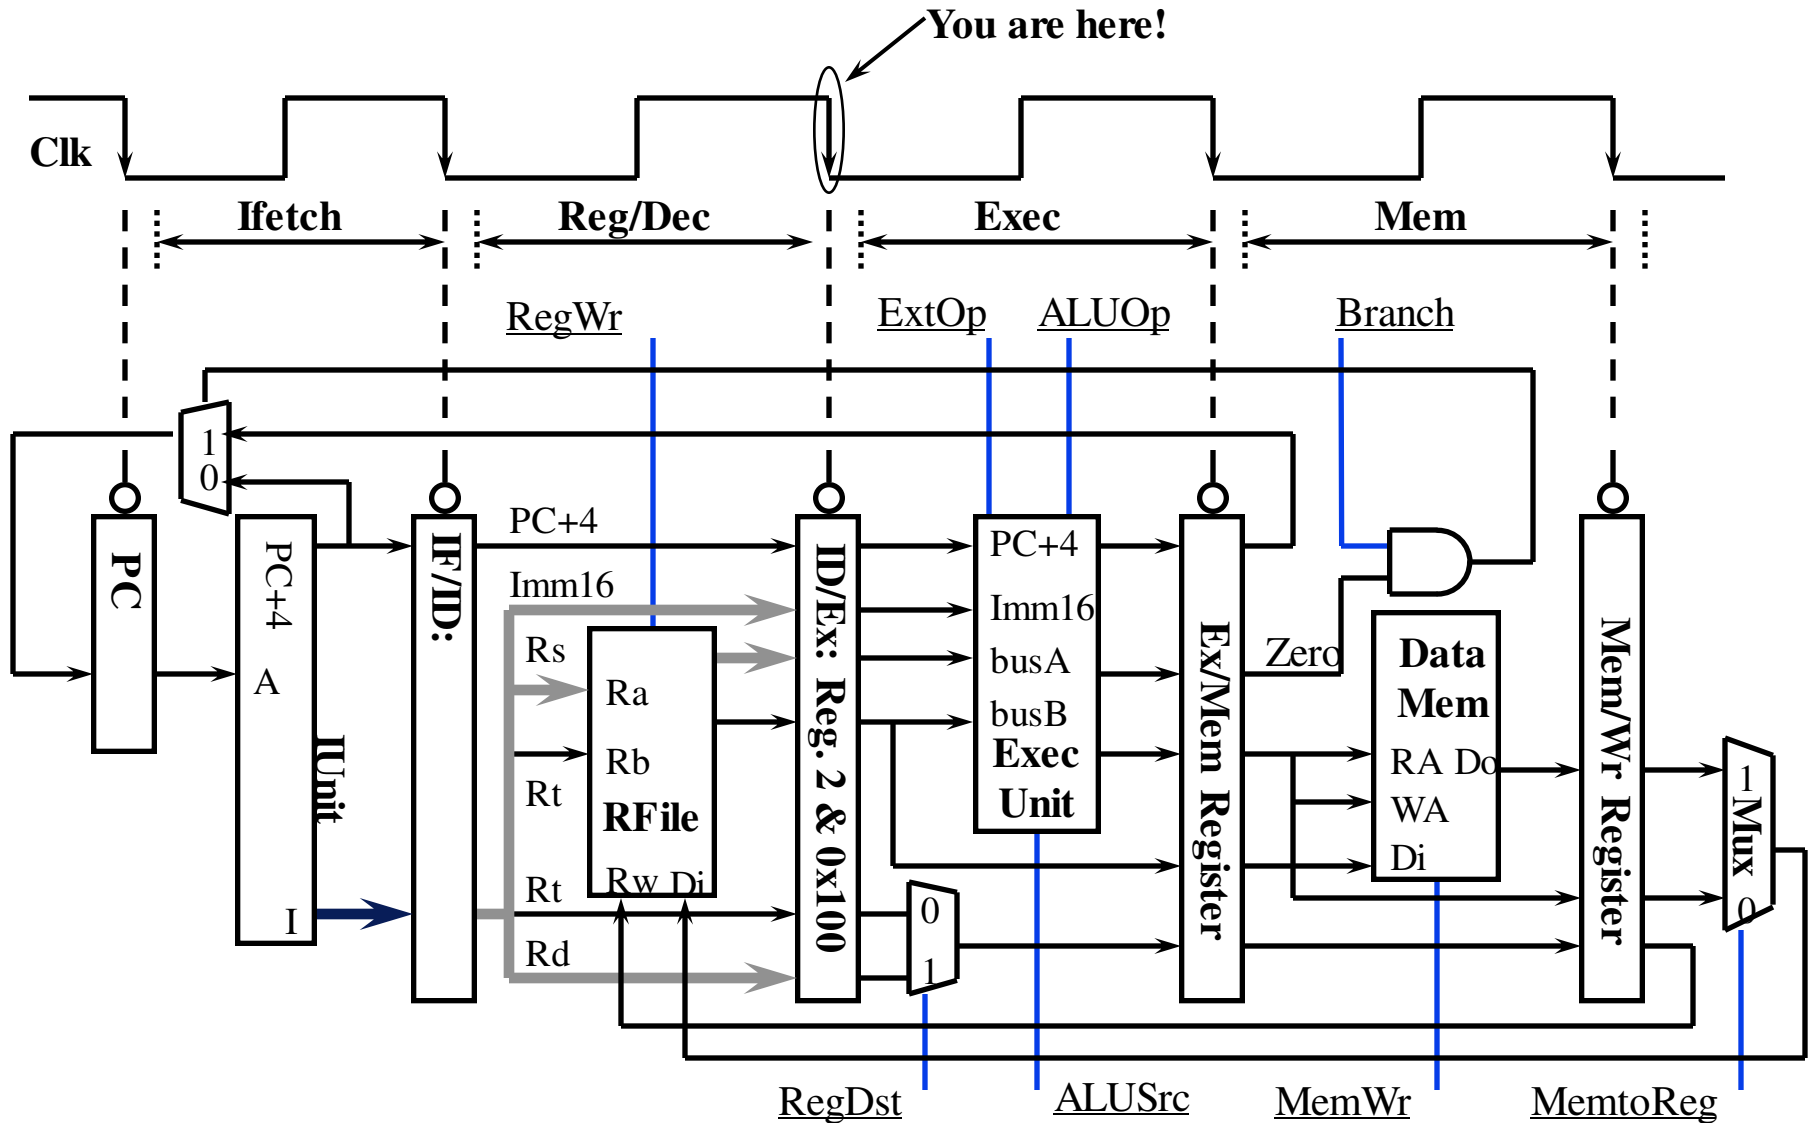 You are here!
Clk
Ifetch
Reg/Dec
Exec
Mem
RegWr
ExtOp
ALUOp
Branch
1
0
PC
PC+4
A
IUnit
I
IF/ID:
PC+4
Imm16
Rs
Ra
Rb
Rt
RFile
Rw Di
Rt
Rd
ID/Ex: Reg. 2 & 0x100
PC+4
Imm16
busA
busB
Exec
Unit
0
1
Ex/Mem Register
Zero
Data
Mem
RA Do
WA
Di
Mem/Wr Register
1
Mux
0
RegDst
ALUSrc
MemWr
MemtoReg